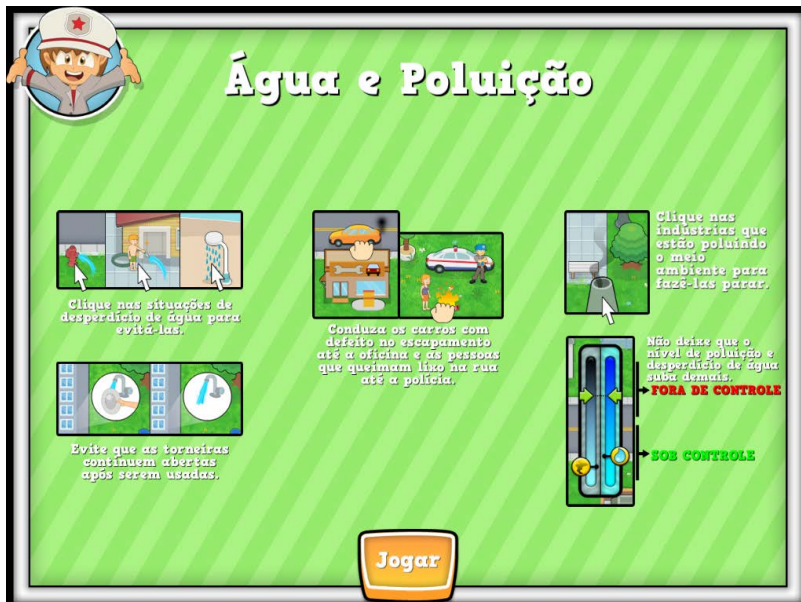 Água e Poluição
Clique nas situações de
desperdício de água para
evitá-las.
Evite que as torneiras
continuem abertas
após serem usadas.
Conduza os carros com
defeito no escapamento
até a oficina e as pessoas
que queimam lixo na rua
até a polícia.
Clique nas
indústrias que
estão poluindo
o meio
ambiente para
fazê-las parar.
Não deixe que o
nível de poluição e
desperdício de água
suba demais.
FORA DE CONTROLE
SOB CONTROLE
Jogar